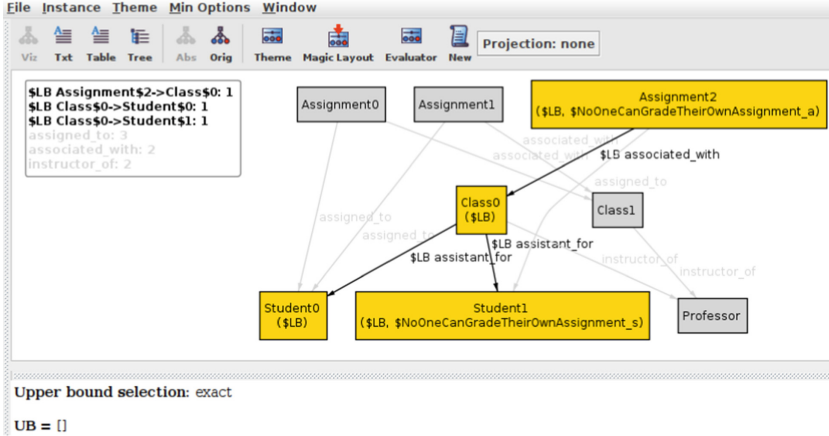 File Instance Theme Min Options Window
Viz Txt Table Tree Abs Orig Theme Magic Layout Evaluator New Projection: none
$LB Assignment$2->Class$0: 1
$LB Class$0->Student$0: 1
$LB Class$0->Student$1: 1
assigned_to: 3
associated_with: 2
instructor_of: 2
Assignment0
Assignment1
Assignment2
($LB, $NoOneCanGradeTheirOwnAssignment_a)
associated_with
associated_with
$LB associated_with
assigned_to
Class0
($LB)
Class1
assigned_to
assigned_to
$LB assistant_for
$LB assistant_for
instructor_of
instructor_of
Student0
($LB)
Student1
($LB, $NoOneCanGradeTheirOwnAssignment_s)
Professor
Upper bound selection: exact
UB = []